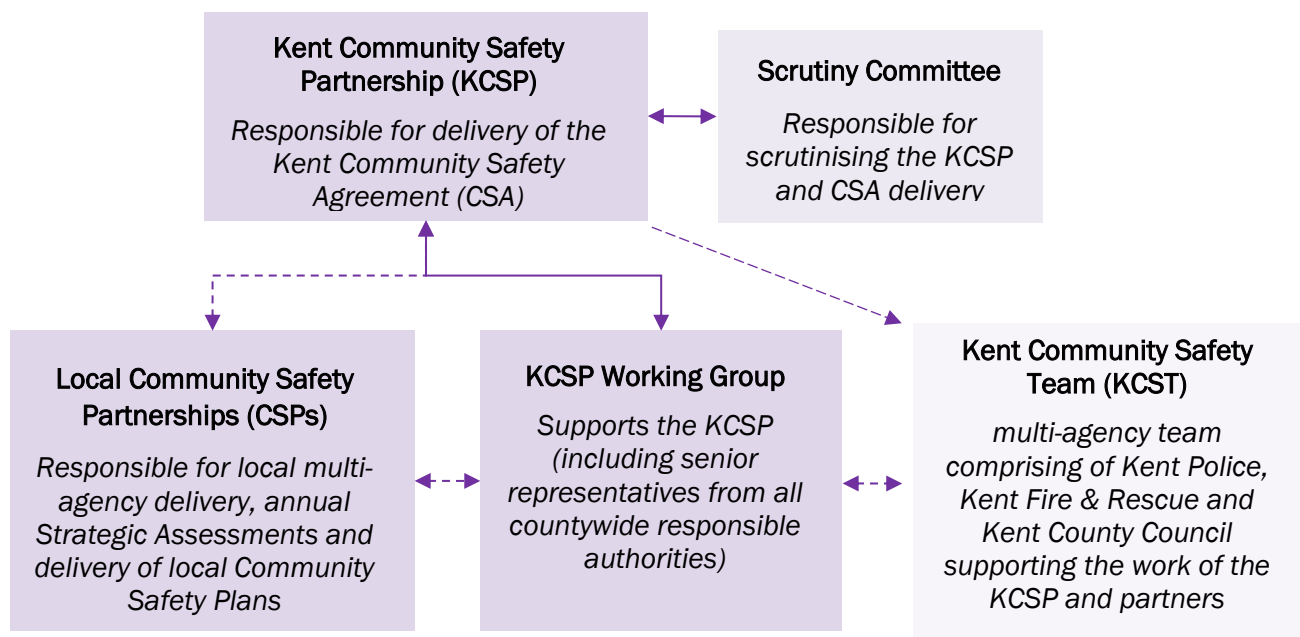 Kent Community Safety
Partnership (KCSP)
Responsible for delivery of the
Kent Community Safety
Agreement (CSA)
Scrutiny Committee
Responsible for
scrutinising the KCSP
and CSA delivery
Local Community Safety
Partnerships (CSPs)
Responsible for local multi-
agency delivery, annual
Strategic Assessments and
delivery of local Community
Safety Plans
KCSP Working Group
Supports the KCSP
(including senior
representatives from all
countywide responsible
authorities)
Kent Community Safety
Team (KCST)
multi-agency team
comprising of Kent Police,
Kent Fire & Rescue and
Kent County Council
supporting the work of the
KCSP and partners